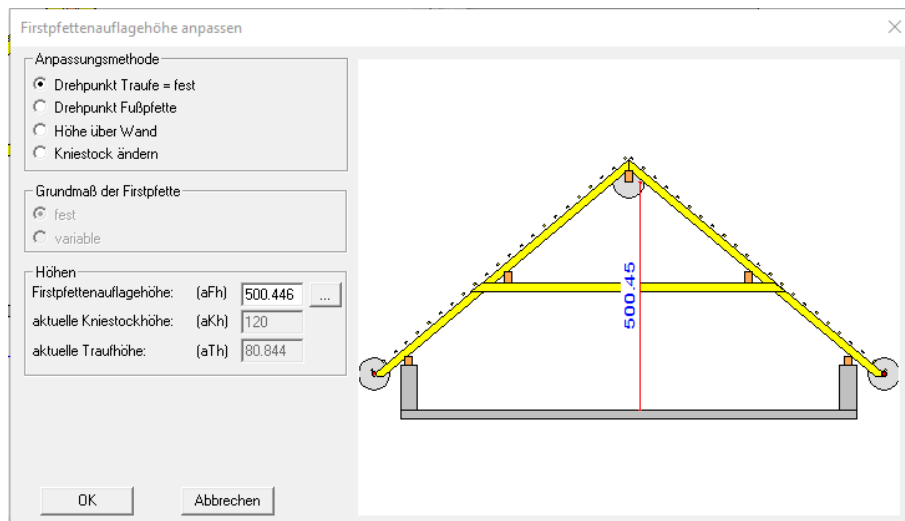 Firstpfettenauflagehöhe anpassen
Anpassungsmethode
Drehpunkt Traufe = fest
Drehpunkt Fußpfette
Höhe über Wand
Kniestock ändern
Grundmaß der Firstpfette
fest
variable
Höhen
Firstpfettenauflagehöhe: (aFh) 500.446 ...
aktuelle Kniestockhöhe: (aKh) 120
aktuelle Traufhöhe: (aTh) 80.844
500.45
OK Abbrechen